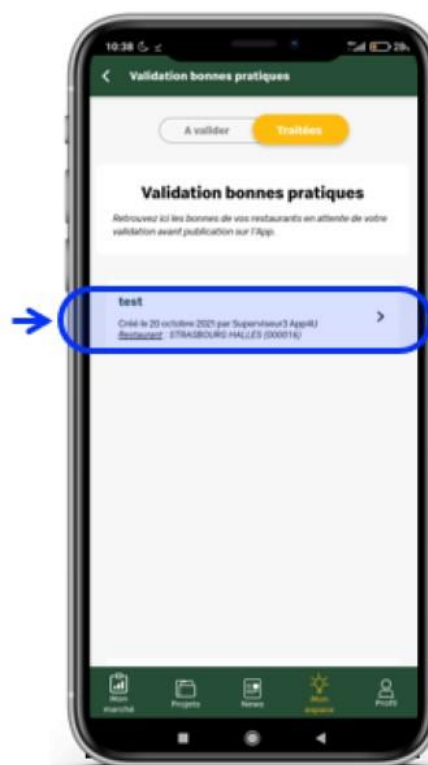 10:38
28%
Validation bonnes pratiques
A valider
Traitées
Validation bonnes pratiques
Retrouvez ici les bonnes de vos restaurants en attente de votre
validation avant publication sur l'App.
test
Créé le 20 octobre 2021 par Superviseur3 App4U
Restaurant : STRASBOURG HALLES (000016)
Mon
marché
Projets
News
Mon
espace
Profil